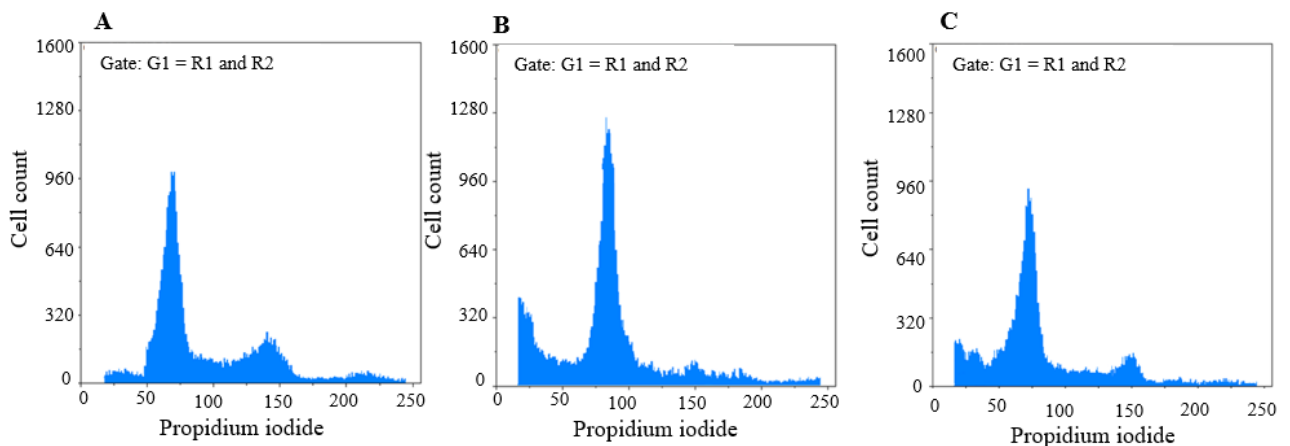 A
1600
1280
960
640
320
0
Cell count
Gate: G1 = R1 and R2
0 50 100 150 200 250
Propidium iodide
B
1600
1280
960
640
320
0
Cell count
Gate: G1 = R1 and R2
0 50 100 150 200 250
Propidium iodide
C
1600
1280
960
640
320
0
Cell count
Gate: G1 = R1 and R2
0 50 100 150 200 250
Propidium iodide